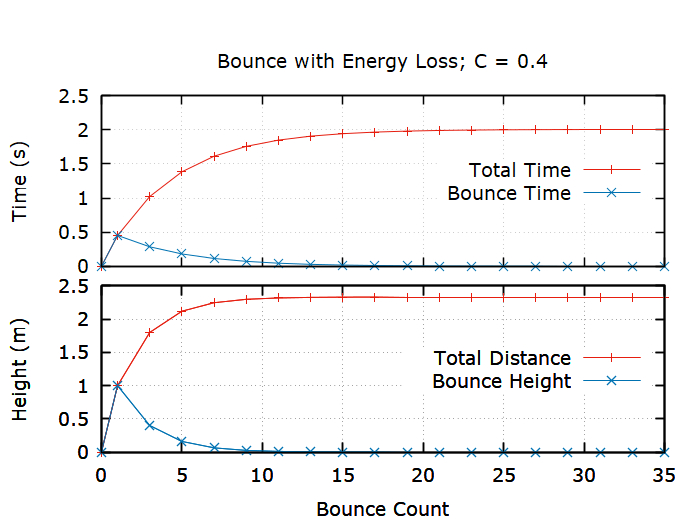 Bounce with Energy Loss; C = 0.4
2.5
2
1.5
1
0.5
0
Time (s)
Total Time
Bounce Time
2.5
2
1.5
1
0.5
0
Height (m)
Total Distance
Bounce Height
0 5 10 15 20 25 30 35
Bounce Count